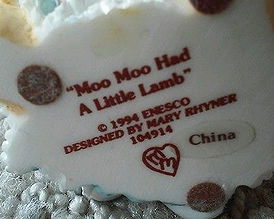 "Moo Moo Had
A Little Lamb"
© 1994 ENESCO
DESIGNED BY MARY RHYNER
104914
China